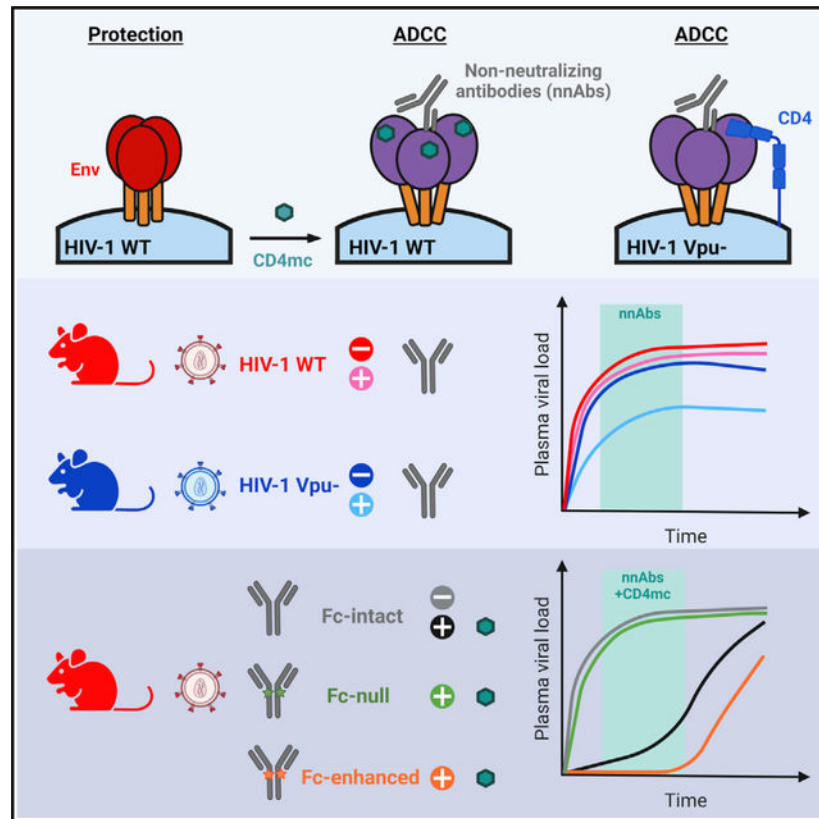 Protection
ADCC
ADCC
Non-neutralizing
antibodies (nnAbs)
CD4
Env
HIV-1 WT
CD4mc
HIV-1 WT
HIV-1 Vpu-
HIV-1 WT
HIV-1 Vpu-
Plasma viral load
nnAbs
Time
Fc-intact
Fc-null
Fc-enhanced
Plasma viral load
nnAbs
+CD4mc
Time